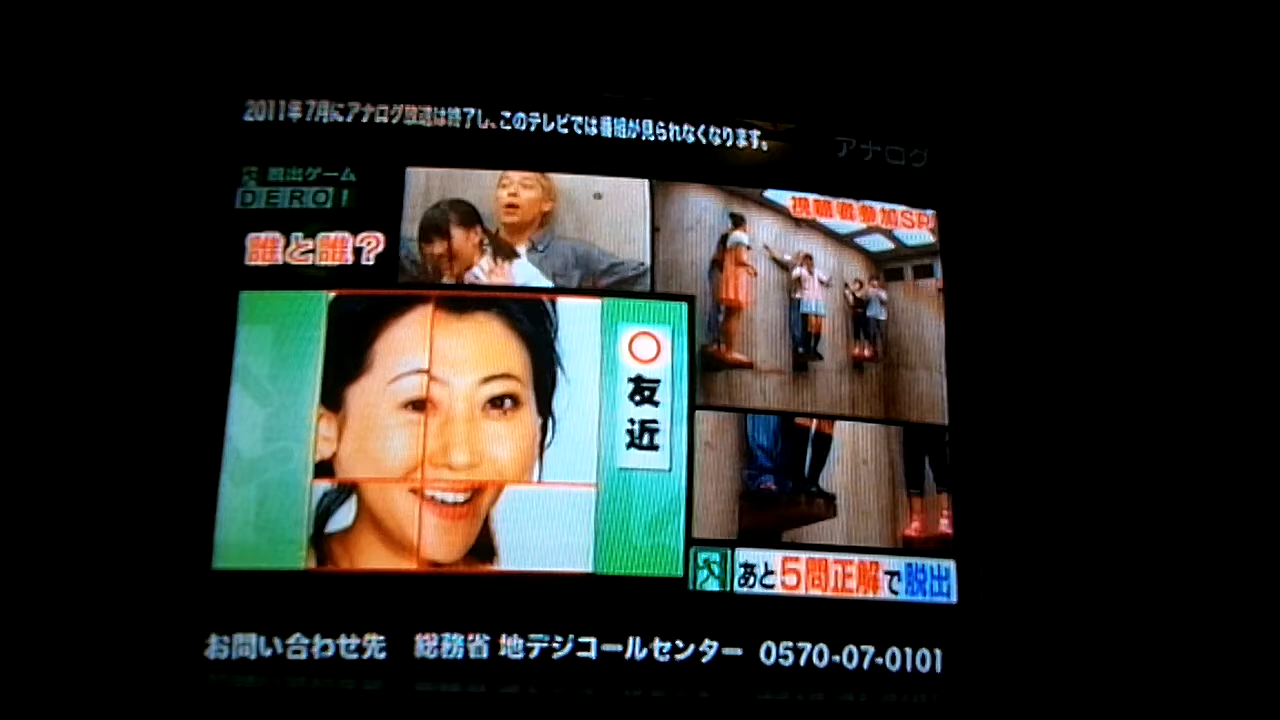 2011年7月にアナログ放送は終了し、このテレビでは番組が見られなくなります。
アナログ
脱出ゲーム
DERO!
誰と誰？
視聴者参加SP!
○友近
あと5問正解で脱出
お問い合わせ先　総務省 地デジコールセンター 0570-07-0101